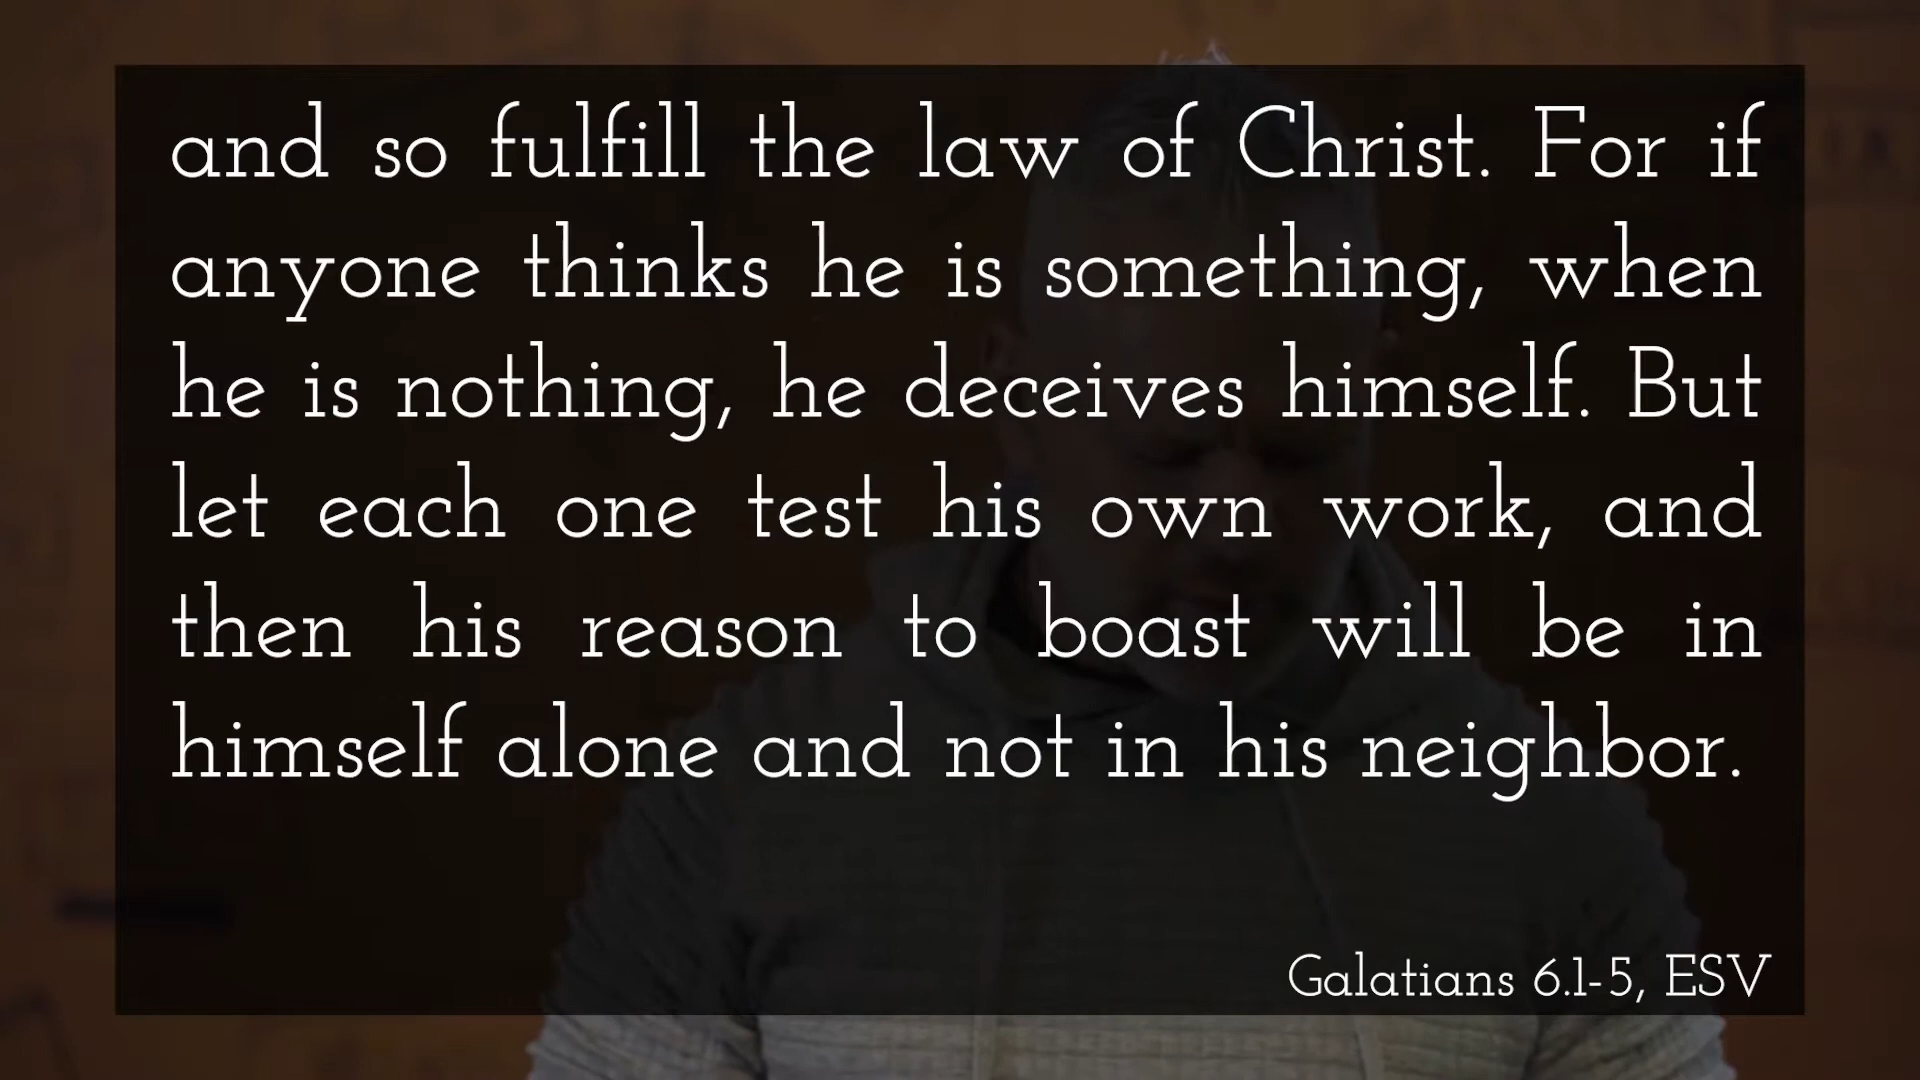 and so fulfill the law of Christ. For if
anyone thinks he is something, when
he is nothing, he deceives himself. But
let each one test his own work, and
then his reason to boast will be in
himself alone and not in his neighbor.
Galatians 6.1-5, ESV